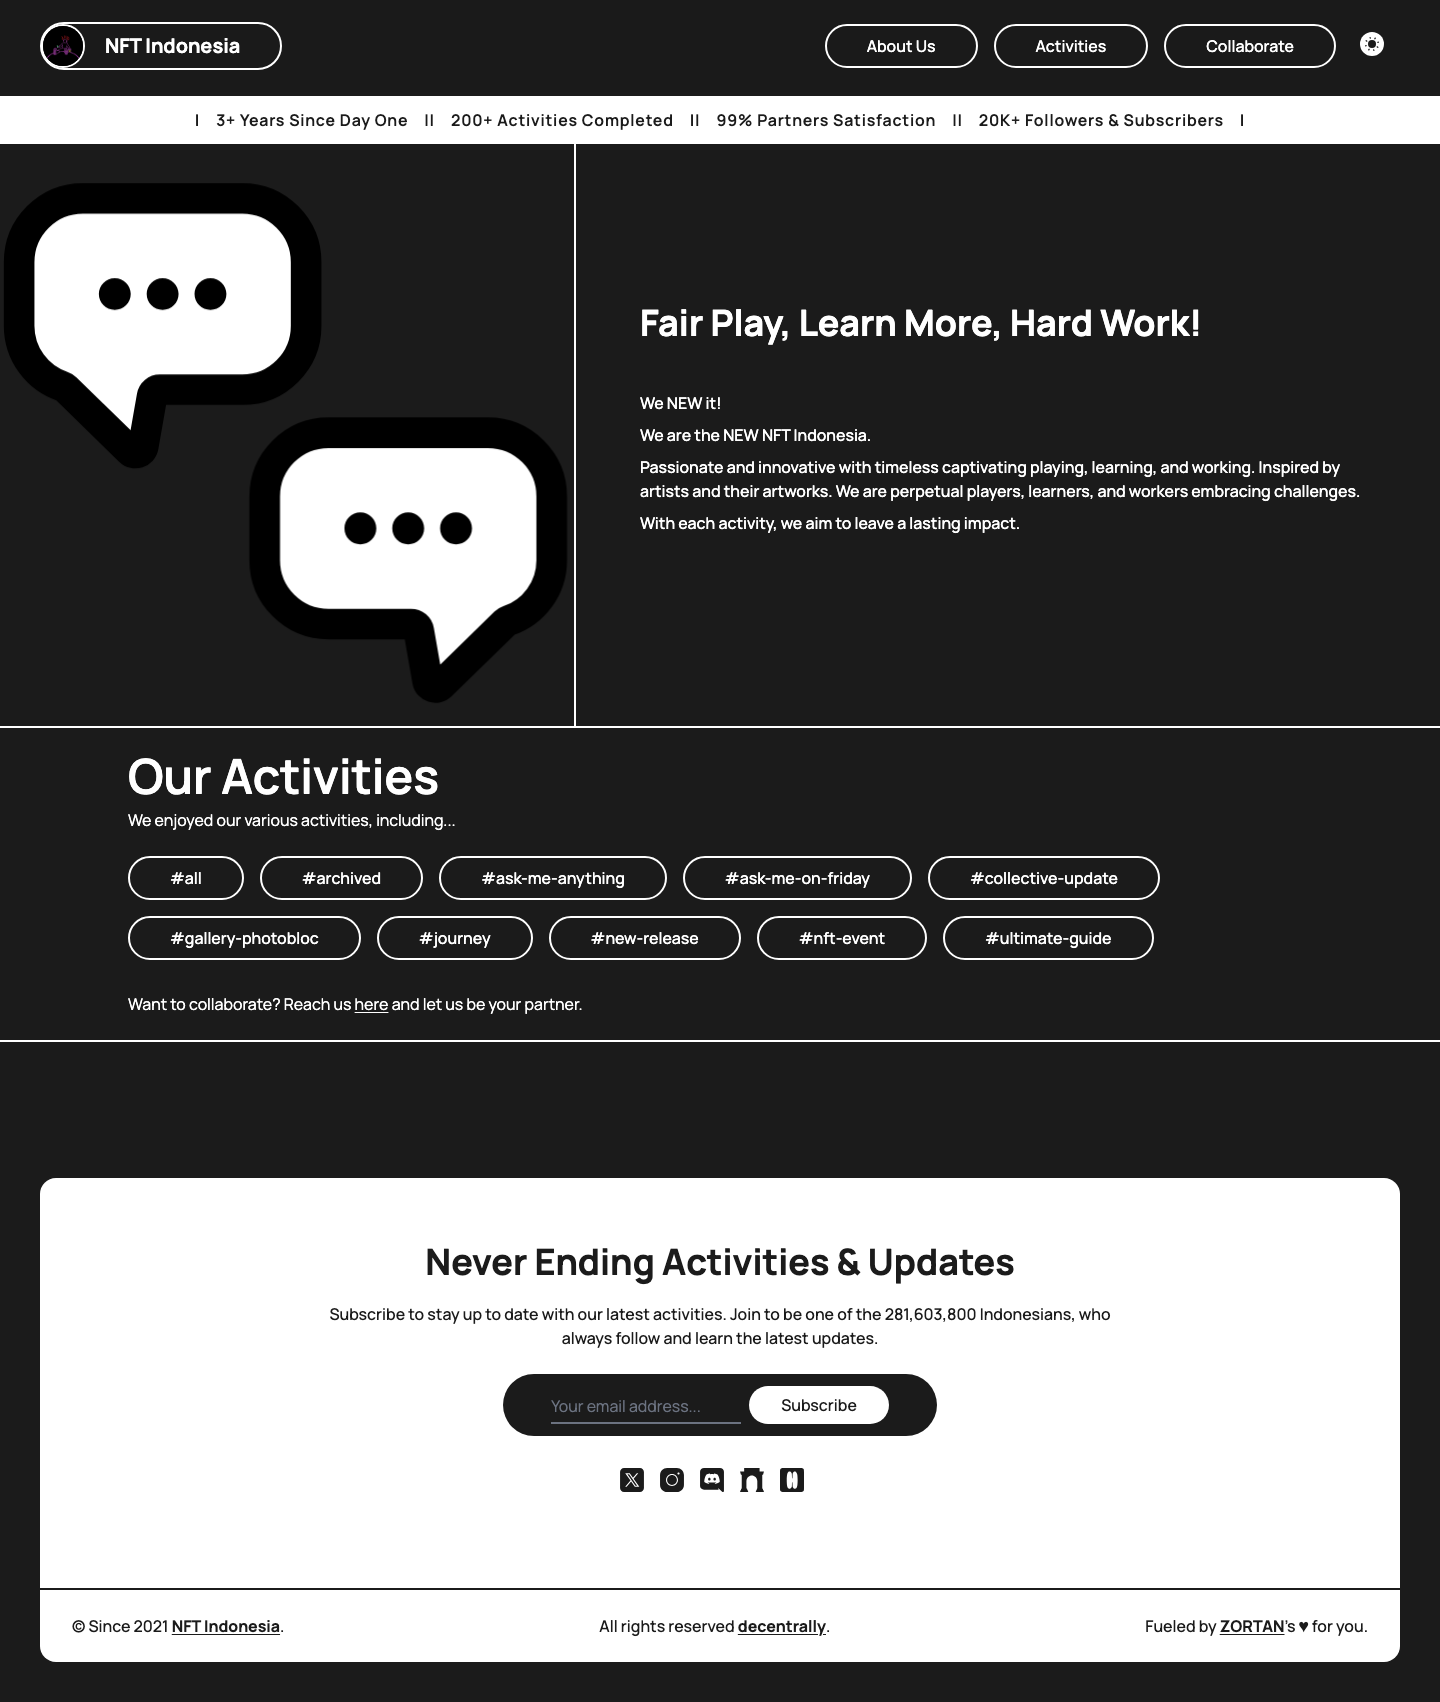 NFT Indonesia
About Us
Activities
Collaborate
| 3+ Years Since Day One || 200+ Activities Completed || 99% Partners Satisfaction || 20K+ Followers & Subscribers |
Fair Play, Learn More, Hard Work!
We NEW it!
We are the NEW NFT Indonesia.
Passionate and innovative with timeless captivating playing, learning, and working. Inspired by
artists and their artworks. We are perpetual players, learners, and workers embracing challenges.
With each activity, we aim to leave a lasting impact.
Our Activities
We enjoyed our various activities, including...
#all #archived #ask-me-anything #ask-me-on-friday #collective-update
#gallery-photobloc #journey #new-release #nft-event #ultimate-guide
Want to collaborate? Reach us here and let us be your partner.
Never Ending Activities & Updates
Subscribe to stay up to date with our latest activities. Join to be one of the 281,603,800 Indonesians, who
always follow and learn the latest updates.
Your email address... Subscribe
© Since 2021 NFT Indonesia.
All rights reserved decentrally.
Fueled by ZORTAN's ♥ for you.